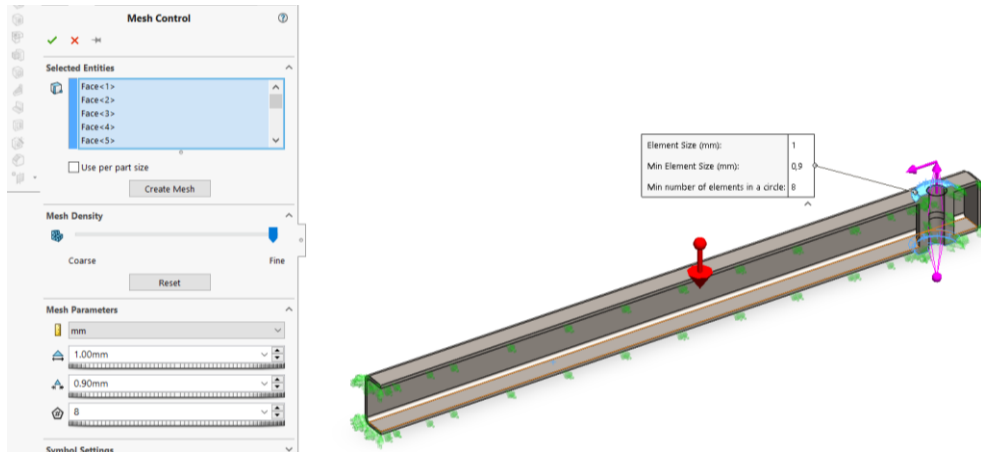 Mesh Control
Selected Entities
Face<1>
Face<2>
Face<3>
Face<4>
Face<5>
Use per part size
Create Mesh
Mesh Density
Coarse
Fine
Reset
Mesh Parameters
mm
1.00mm
0.90mm
8
Symbol Settings
Element Size (mm): 1
Min Element Size (mm): 0,9
Min number of elements in a circle: 8